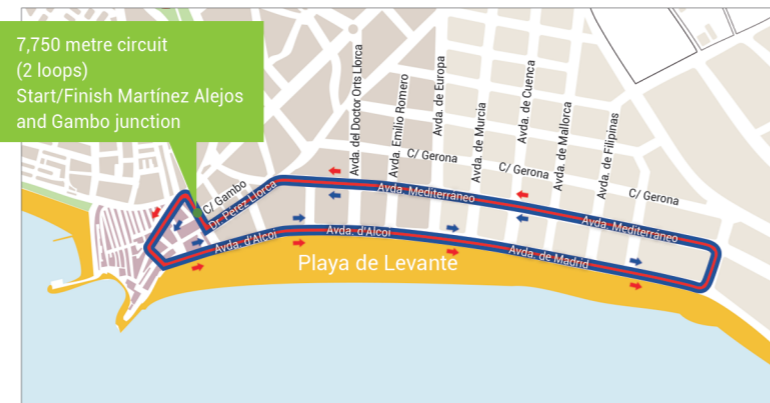 7,750 metre circuit
(2 loops)
Start/Finish Martínez Alejos
and Gambo junction
Avda. del Doctor Orts Llorca
Avda. Emilio Romero
Avda. de Europa
Avda. de Murcia
Avda. de Cuenca
Avda. de Mallorca
Avda. de Filipinas
C/ Gerona
C/ Gerona
C/ Gerona
C/ Gambo
Dr. Perez Llorca
Avda. Mediterráneo
Avda. Mediterráneo
Avda. d'Alcoi
Avda. d'Alcoi
Avda. de Madrid
Playa de Levante